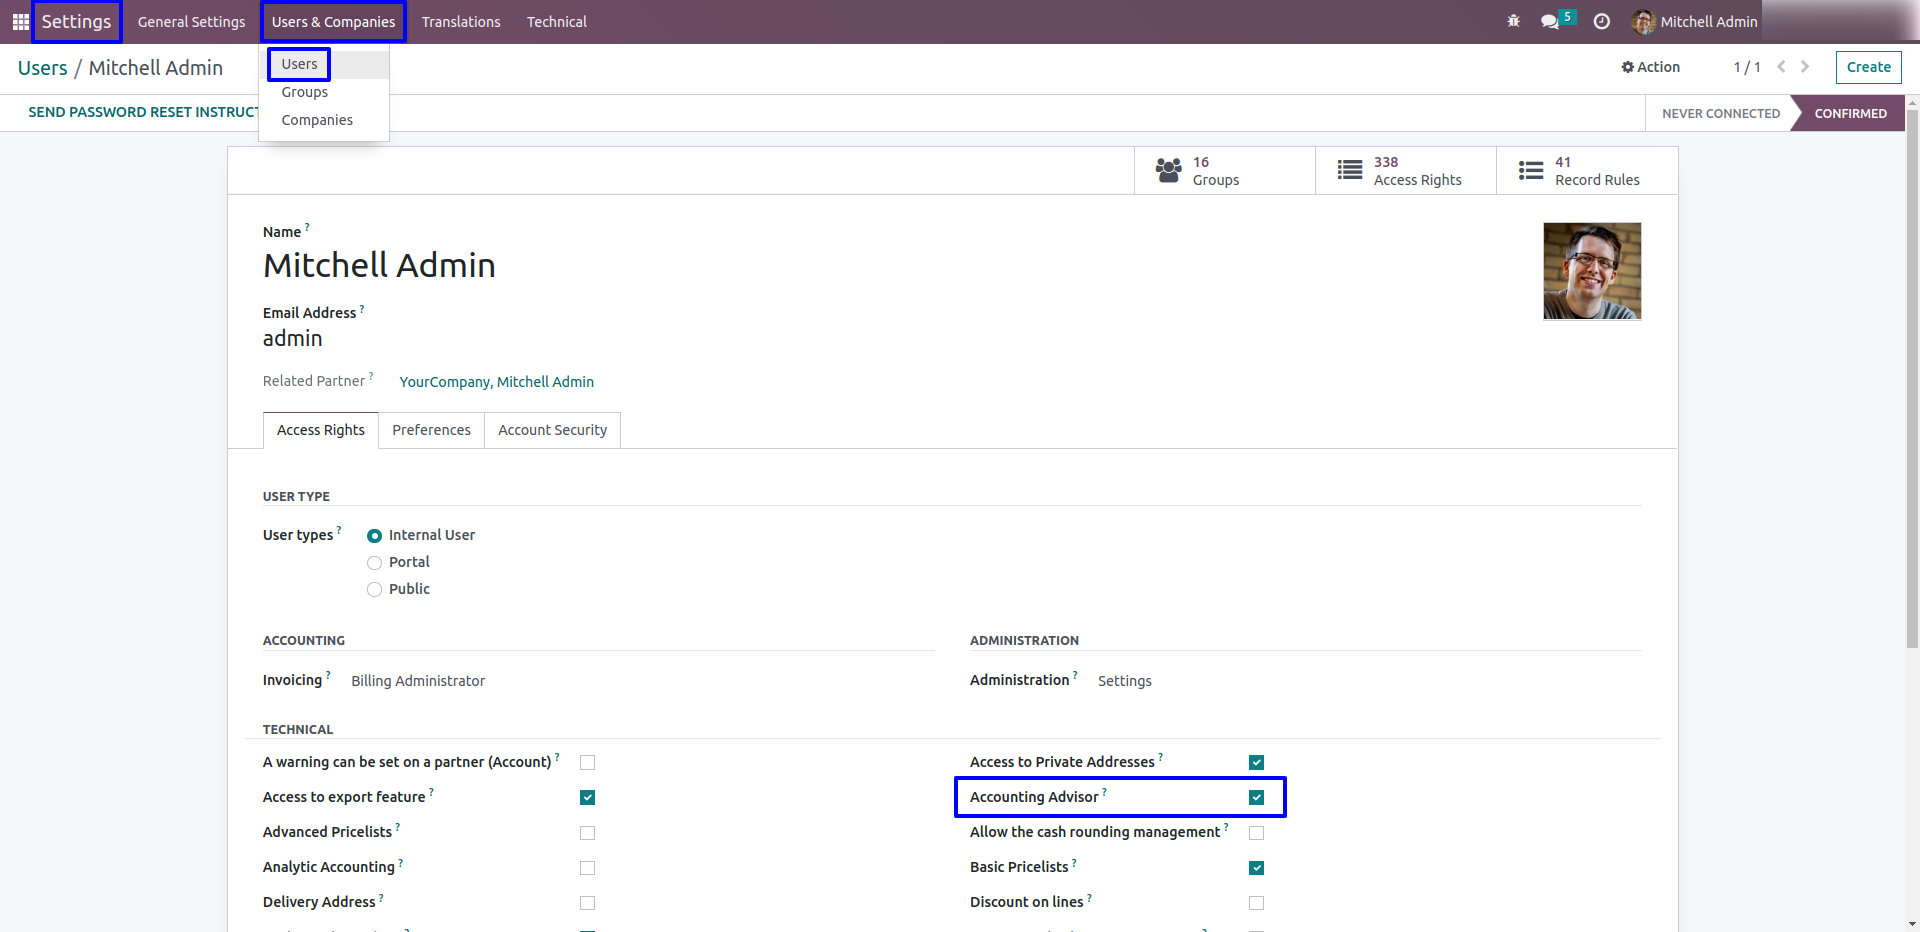 Settings General Settings Users & Companies Translations Technical 5 Mitchell Admin
Users / Mitchell Admin Action 1 / 1 Create
Users
Groups
Companies
SEND PASSWORD RESET INSTRUCT NEVER CONNECTED CONFIRMED
16 Groups
338 Access Rights
41 Record Rules
Name ?
Mitchell Admin
Email Address ?
admin
Related Partner ? YourCompany, Mitchell Admin
Access Rights Preferences Account Security
USER TYPE
User types ? Internal User
Portal
Public
ACCOUNTING ADMINISTRATION
Invoicing ? Billing Administrator Administration ? Settings
TECHNICAL
A warning can be set on a partner (Account) ? Access to Private Addresses ?
Access to export feature ? Accounting Advisor ?
Advanced Pricelists ? Allow the cash rounding management ?
Analytic Accounting ? Basic Pricelists ?
Delivery Address ? Discount on lines ?